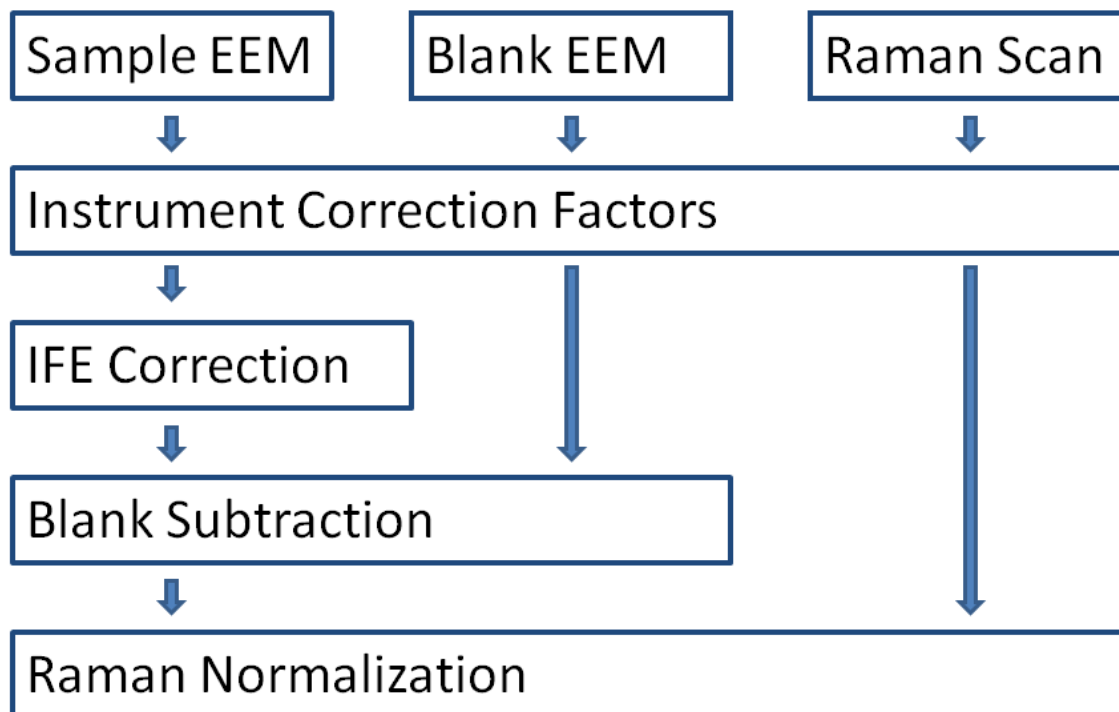 Sample EEM
Blank EEM
Raman Scan
Instrument Correction Factors
IFE Correction
Blank Subtraction
Raman Normalization